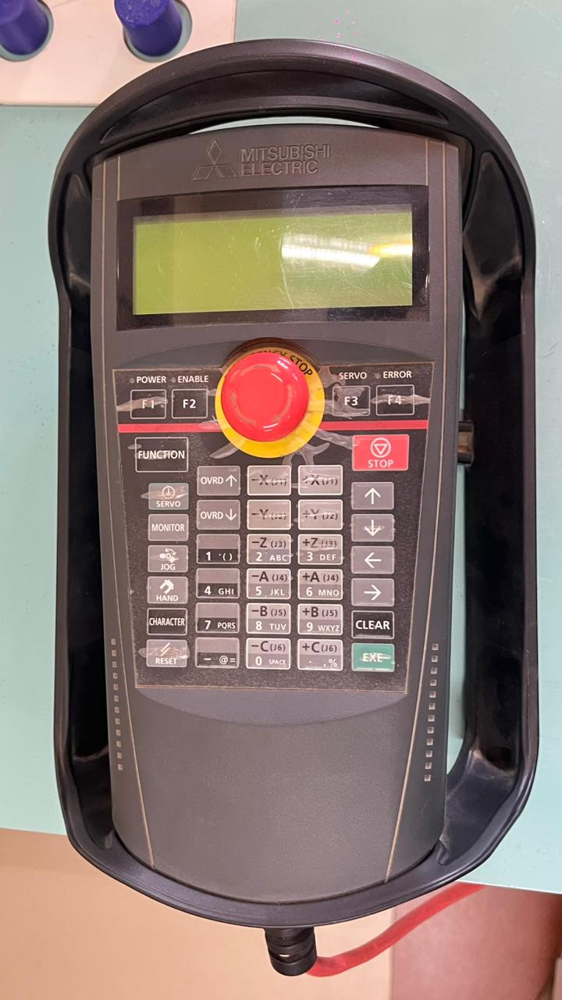 MITSUBISHI
ELECTRIC
STOP
POWER ENABLE SERVO ERROR
F1 F2 F3 F4
FUNCTION STOP
OVRD ↑ -X (J1) +X (J1) ↑
SERVO
OVRD ↓ -Y (J2) +Y (J2) ↓
MONITOR
-Z (J3) +Z (J3) ←
JOG 1 '() 2 ABC 3 DEF
-A (J4) +A (J4) →
HAND 4 GHI 5 JKL 6 MNO
-B (J5) +B (J5)
CHARACTER 7 PQRS 8 TUV 9 WXYZ CLEAR
-C (J6) +C (J6)
RESET - @= 0 SPACE . ,% EXE